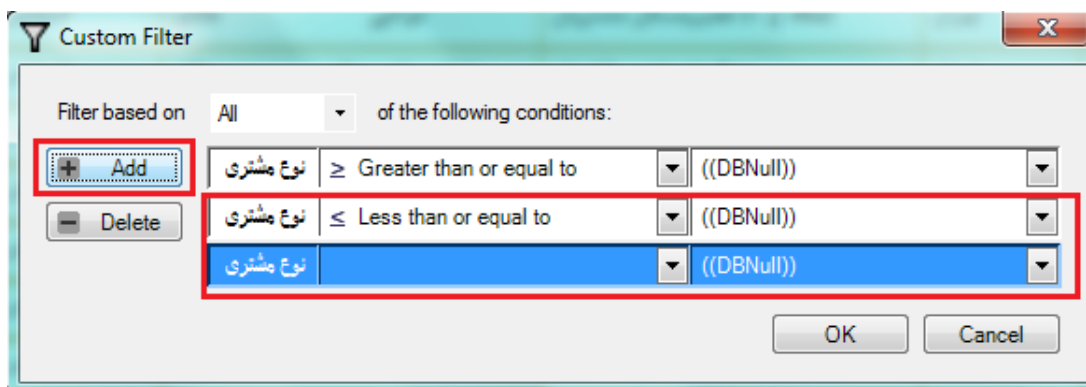 Custom Filter
Filter based on All of the following conditions:
Add نوع مشتری ≥ Greater than or equal to ((DBNull))
Delete نوع مشتری ≤ Less than or equal to ((DBNull))
نوع مشتری ((DBNull))
OK Cancel